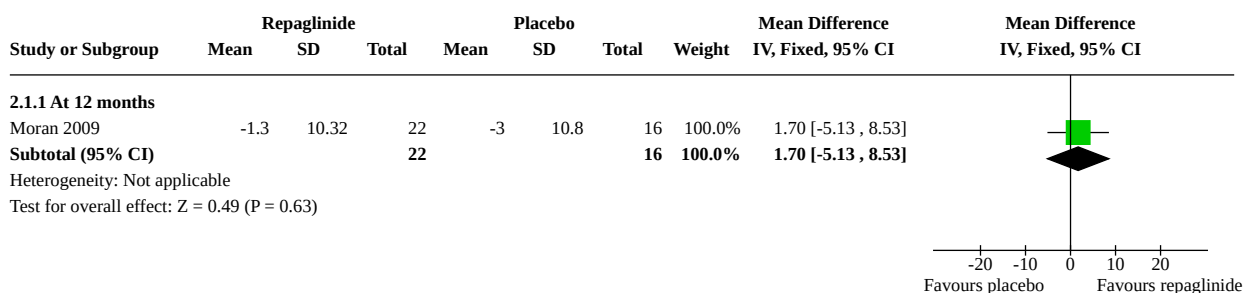 Repaglinide Placebo Mean Difference Mean Difference
Study or Subgroup Mean SD Total Mean SD Total Weight IV, Fixed, 95% CI IV, Fixed, 95% CI
2.1.1 At 12 months
Moran 2009 -1.3 10.32 22 -3 10.8 16 100.0% 1.70 [-5.13 , 8.53]
Subtotal (95% CI) 22 16 100.0% 1.70 [-5.13 , 8.53]
Heterogeneity: Not applicable
Test for overall effect: Z = 0.49 (P = 0.63)
-20 -10 0 10 20
Favours placebo Favours repaglinide